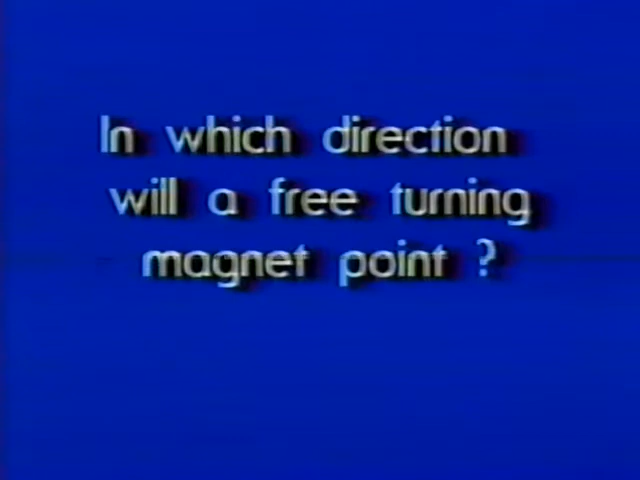 In which direction
will a free turning
magnet point ?